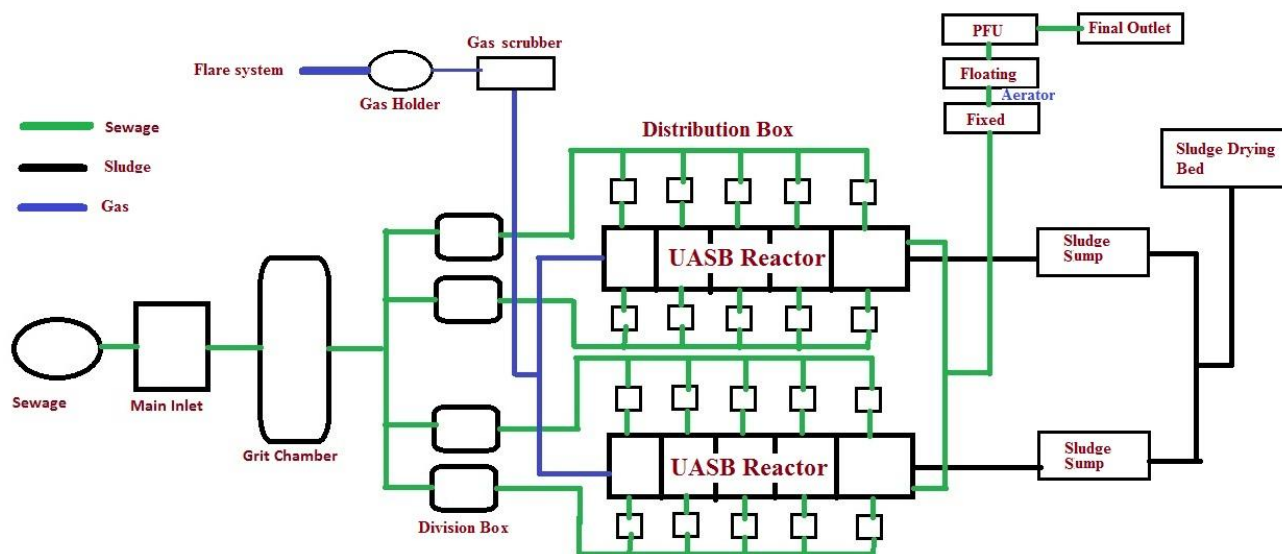 PFU
Final Outlet
Gas scrubber
Flare system
Floating
Gas Holder
Aerator
Fixed
Sewage
Distribution Box
Sludge
Sludge Drying
Bed
Gas
UASB Reactor
Sludge
Sump
Sewage
Main Inlet
Grit Chamber
UASB Reactor
Sludge
Sump
Division Box